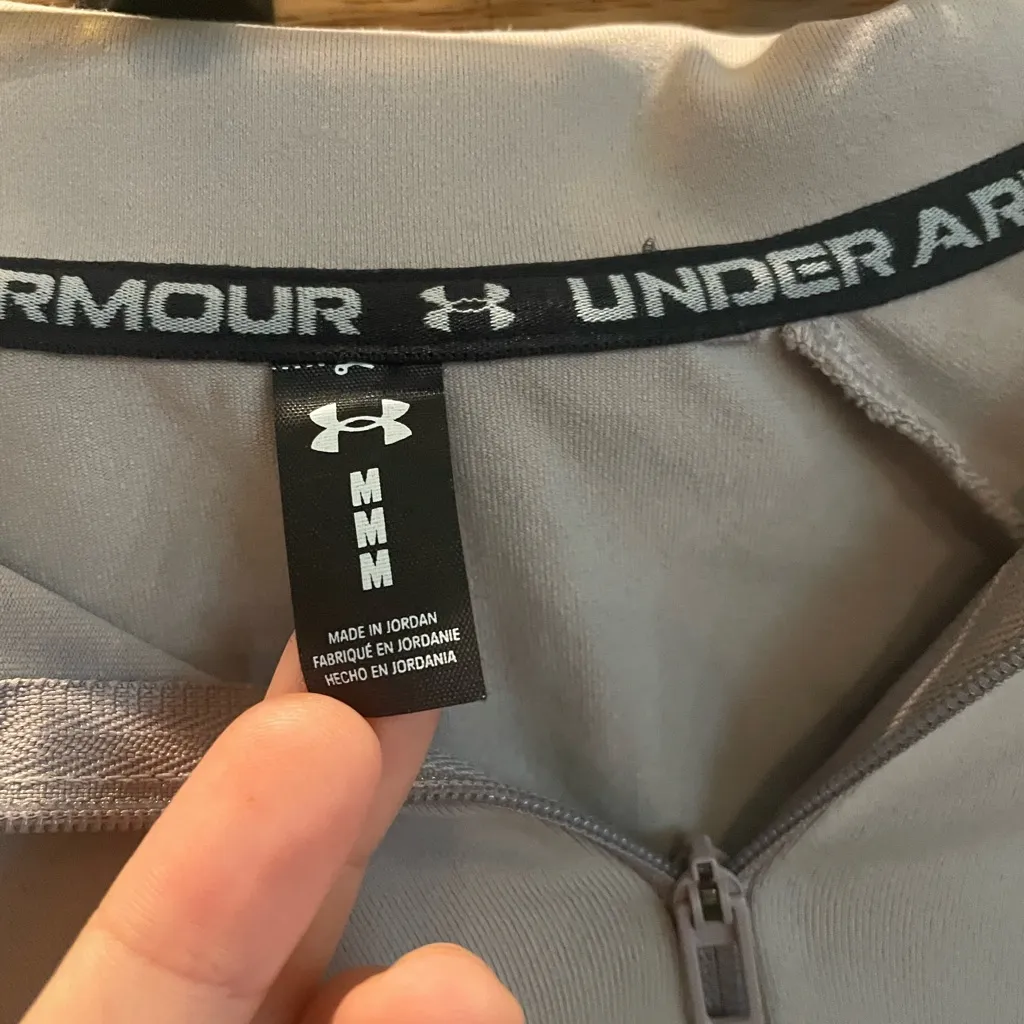 RMOUR UNDER AR
M
M
M
MADE IN JORDAN
FABRIQUÉ EN JORDANIE
HECHO EN JORDANIA